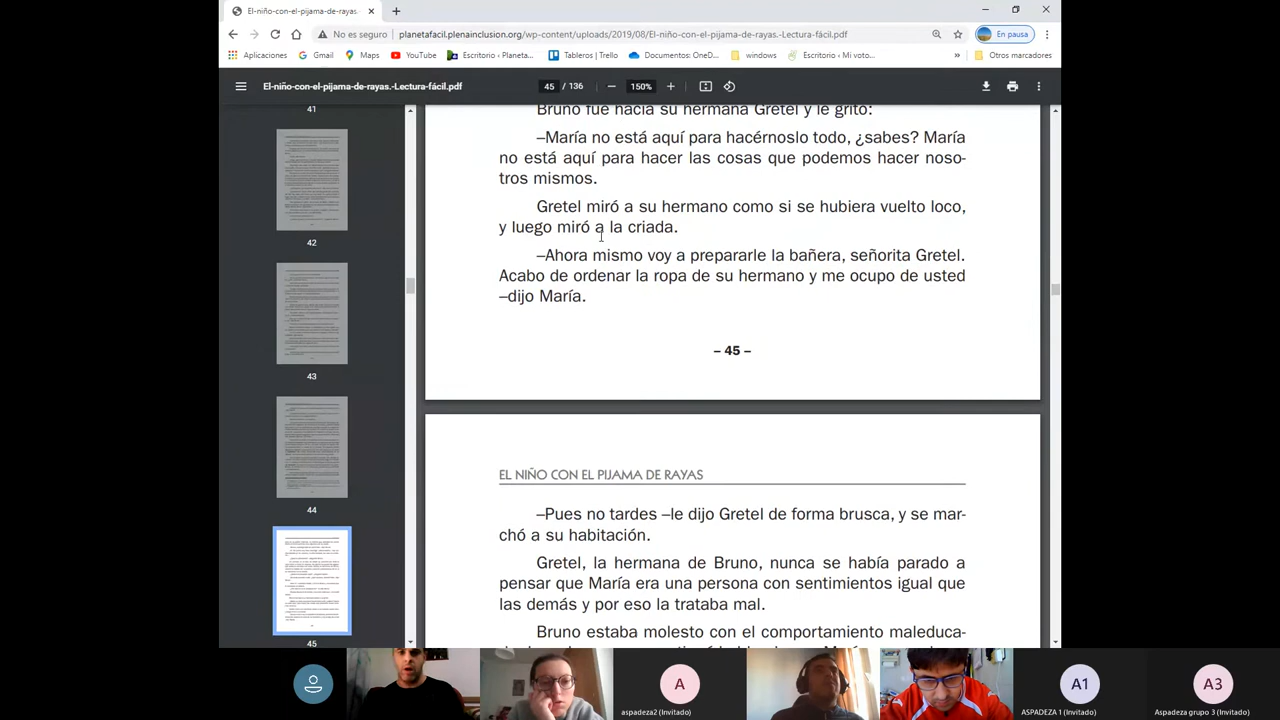 El-niño-con-el-pijama-de-rayas.-
No es seguro
planetafacil.plenainclusion.org/wp-content/uploads/2019/08/El-niño-con-el-pijama-de-rayas.-Lectura-fácil.pdf
En pausa
Aplicaciones
Gmail
Maps
YouTube
Escritorio <Planeta...
Tableros | Trello
Documentos: OneD...
windows
Escritorio ‹ Mi voto...
»
Otros marcadores
El-niño-con-el-pijama-de-rayas.-Lectura-fácil.pdf
45 / 136
150%
41
42
43
44
45
Bruno fue hacia su hermana Gretel y le gritó:
–María no está aquí para hacérnoslo todo, ¿sabes? María
no está aquí para hacer las cosas que podemos hacer noso-
tros mismos.
Gretel miró a su hermano como si se hubiera vuelto loco,
y luego miró a la criada.
–Ahora mismo voy a prepararle la bañera, señorita Gretel.
Acabo de ordenar la ropa de su hermano y me ocupo de usted
–dijo María.
– 45 –
EL NIÑO CON EL PIJAMA DE RAYAS
–Pues no tardes –le dijo Gretel de forma brusca, y se mar-
chó a su habitación.
Gretel, la hermana de Bruno, nunca se había parado a
pensar que María era una persona con sentimientos igual que
las demás. Por eso la trataba mal.
Bruno estaba molesto con el comportamiento maleduca-
A
aspadeza2 (Invitado)
A1
ASPADEZA 1 (Invitado)
A3
Aspadeza grupo 3 (Invitado)